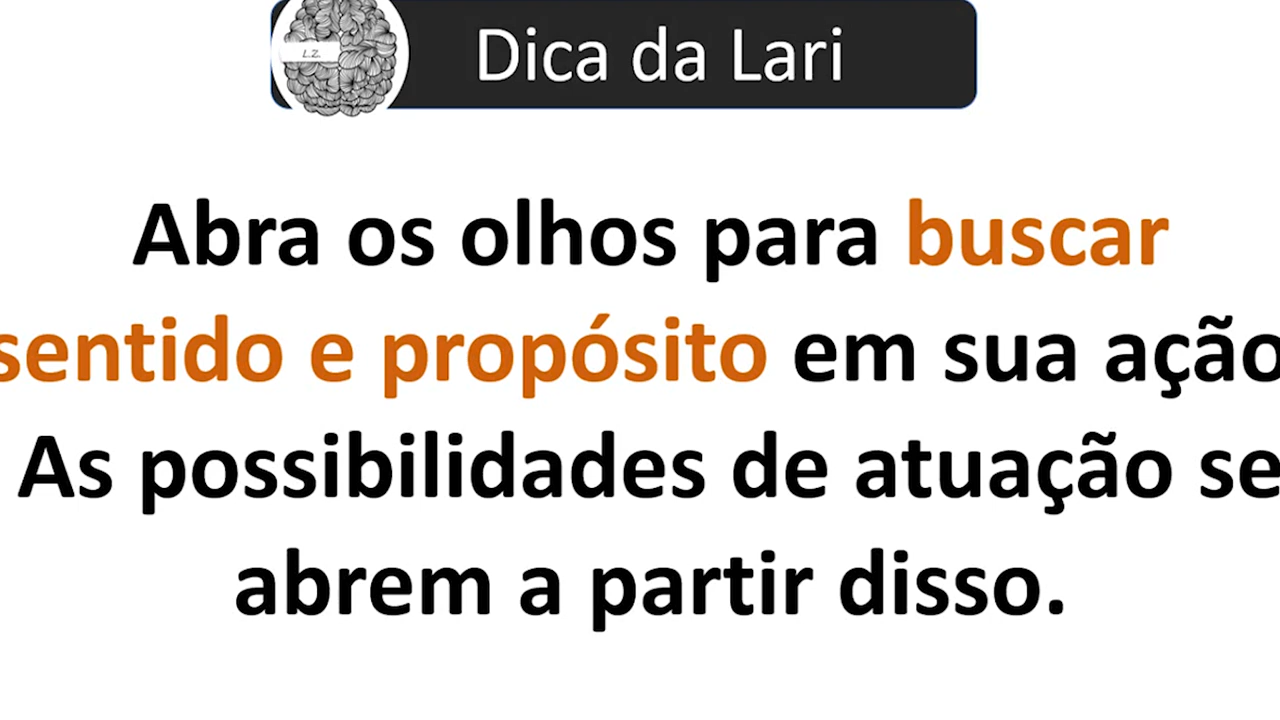 L.Z.
Dica da Lari
Abra os olhos para buscar
sentido e propósito em sua ação
As possibilidades de atuação se
abrem a partir disso.